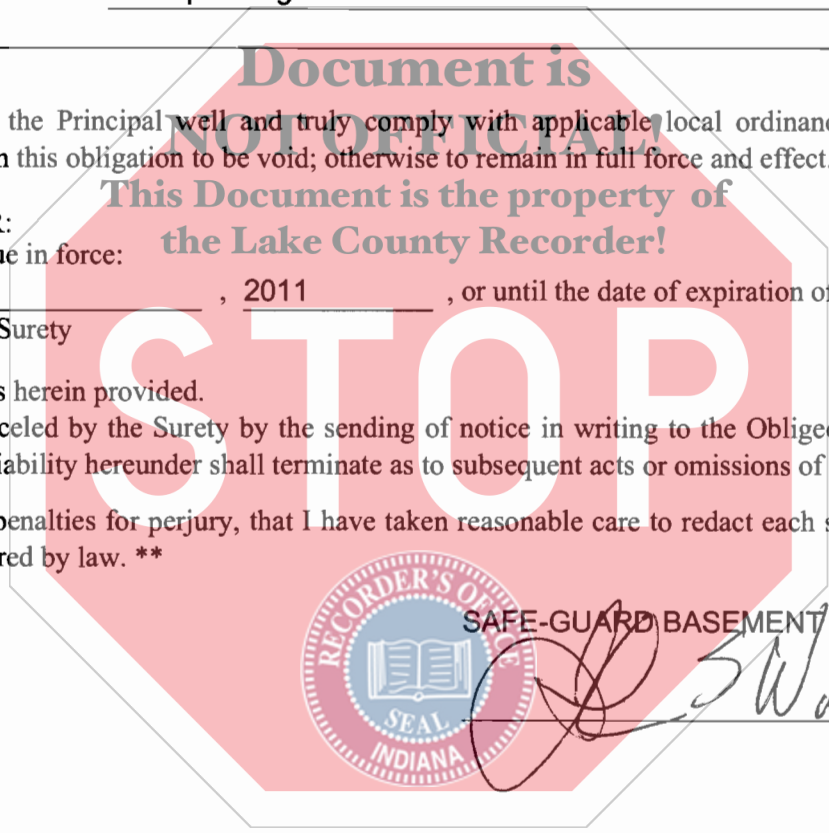 Document is
the Principal well and truly comply with applicable local ordinanc
NOT OFFICIAL!
this obligation to be void; otherwise to remain in full force and effect.
This Document is the property of
R:
the Lake County Recorder!
ue in force:
, 2011 , or until the date of expiration of
Surety
STOP
s herein provided.
celed by the Surety by the sending of notice in writing to the Obligee
iability hereunder shall terminate as to subsequent acts or omissions of
penalties for perjury, that I have taken reasonable care to redact each s
red by law. **
RECORDER'S OFFICE
SEAL
INDIANA
SAFE-GUARD BASEMENT